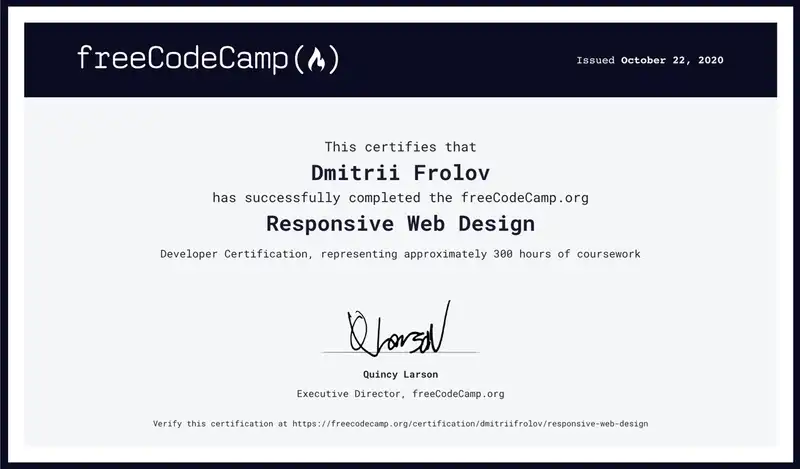 freeCodeCamp(🔥)
Issued October 22, 2020
This certifies that
Dmitrii Frolov
has successfully completed the freeCodeCamp.org
Responsive Web Design
Developer Certification, representing approximately 300 hours of coursework
Q Larson
Quincy Larson
Executive Director, freeCodeCamp.org
Verify this certification at https://freecodecamp.org/certification/dmitriifrolov/responsive-web-design